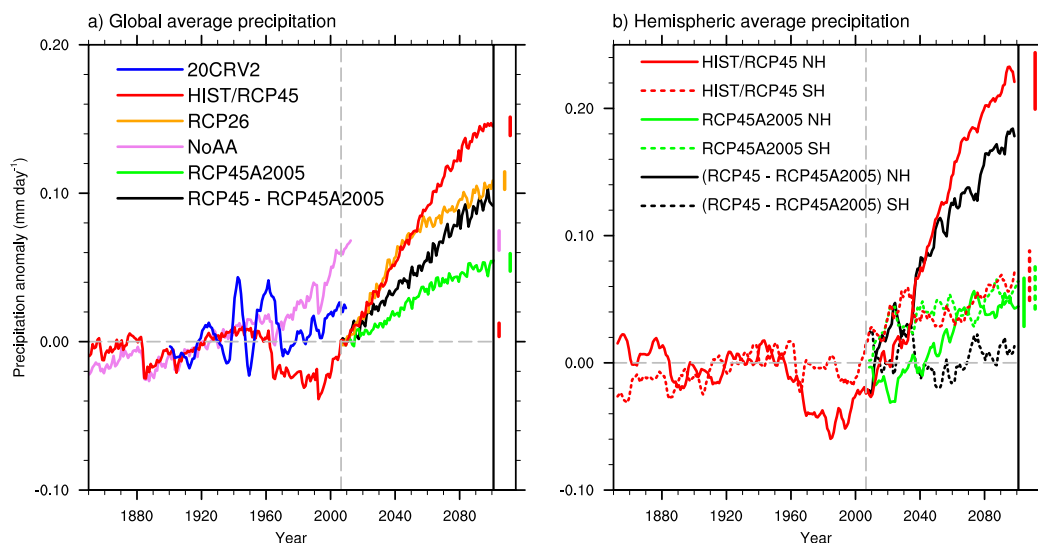 a) Global average precipitation
0.20
0.10
0.00
-0.10
Precipitation anomaly (mm day⁻¹)
20CRV2
HIST/RCP45
RCP26
NoAA
RCP45A2005
RCP45 - RCP45A2005
1880 1920 1960 2000 2040 2080
Year
b) Hemispheric average precipitation
0.20
0.10
0.00
-0.10
HIST/RCP45 NH
HIST/RCP45 SH
RCP45A2005 NH
RCP45A2005 SH
(RCP45 - RCP45A2005) NH
(RCP45 - RCP45A2005) SH
1880 1920 1960 2000 2040 2080
Year